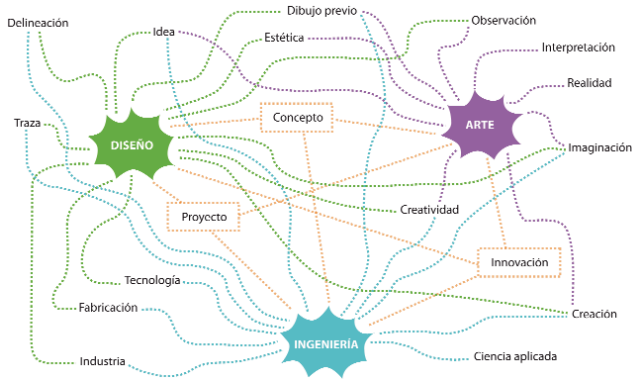 Dibujo previo
Delineación
Observación
Idea
Estética
Interpretación
Realidad
Concepto
Traza
ARTE
DISEÑO
Imaginación
Creatividad
Proyecto
Innovación
Tecnología
Fabricación
Creación
INGENIERÍA
Ciencia aplicada
Industria